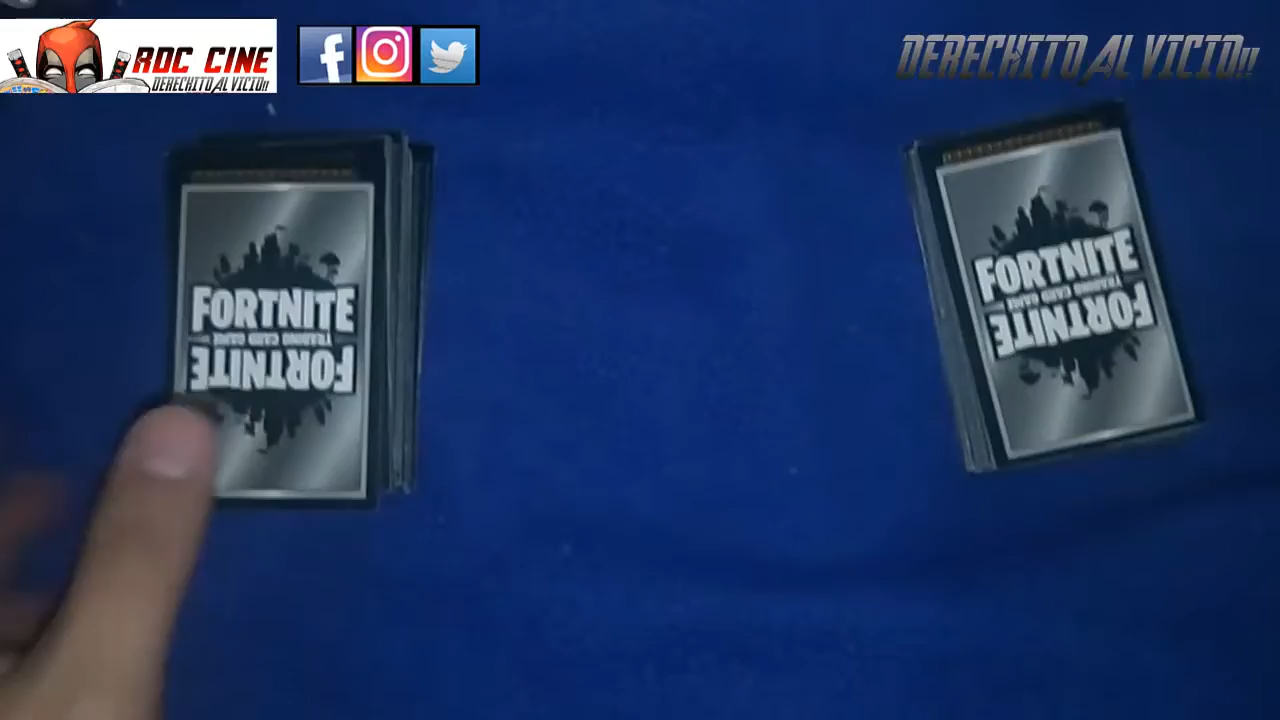 RDC CINE
DERECHITO AL VICIO!!
DERECHITO AL VICIO!!
FORTNITE
TRADING CARD GAME
FORTNITE
FORTNITE
TRADING CARD GAME
FORTNITE